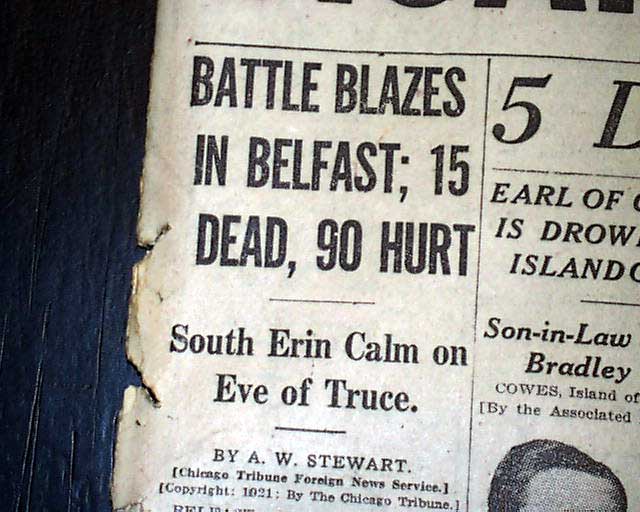 BATTLE BLAZES
IN BELFAST; 15
DEAD, 90 HURT
South Erin Calm on
Eve of Truce.
BY A. W. STEWART.
[Chicago Tribune Foreign News Service.]
[Copyright: 1921: By The Chicago Tribune.]
5
EARL OF
IS DROW
ISLAND
Son-in-Law
Bradley
COWES, Island of
[By the Associated